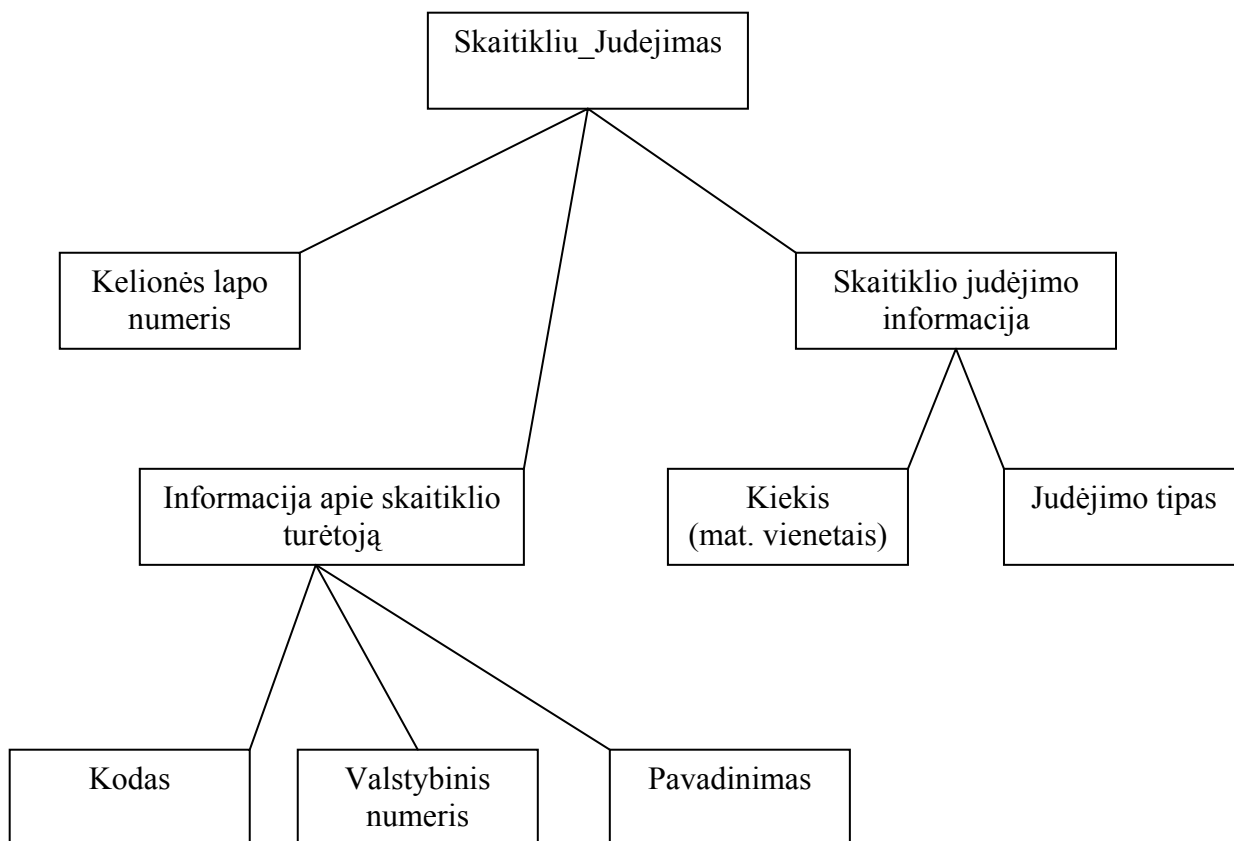 Skaitikliu_Judejimas
Kelionės lapo
numeris
Skaitiklio judėjimo
informacija
Informacija apie skaitiklio
turėtoją
Kiekis
(mat. vienetais)
Judėjimo tipas
Kodas
Valstybinis
numeris
Pavadinimas